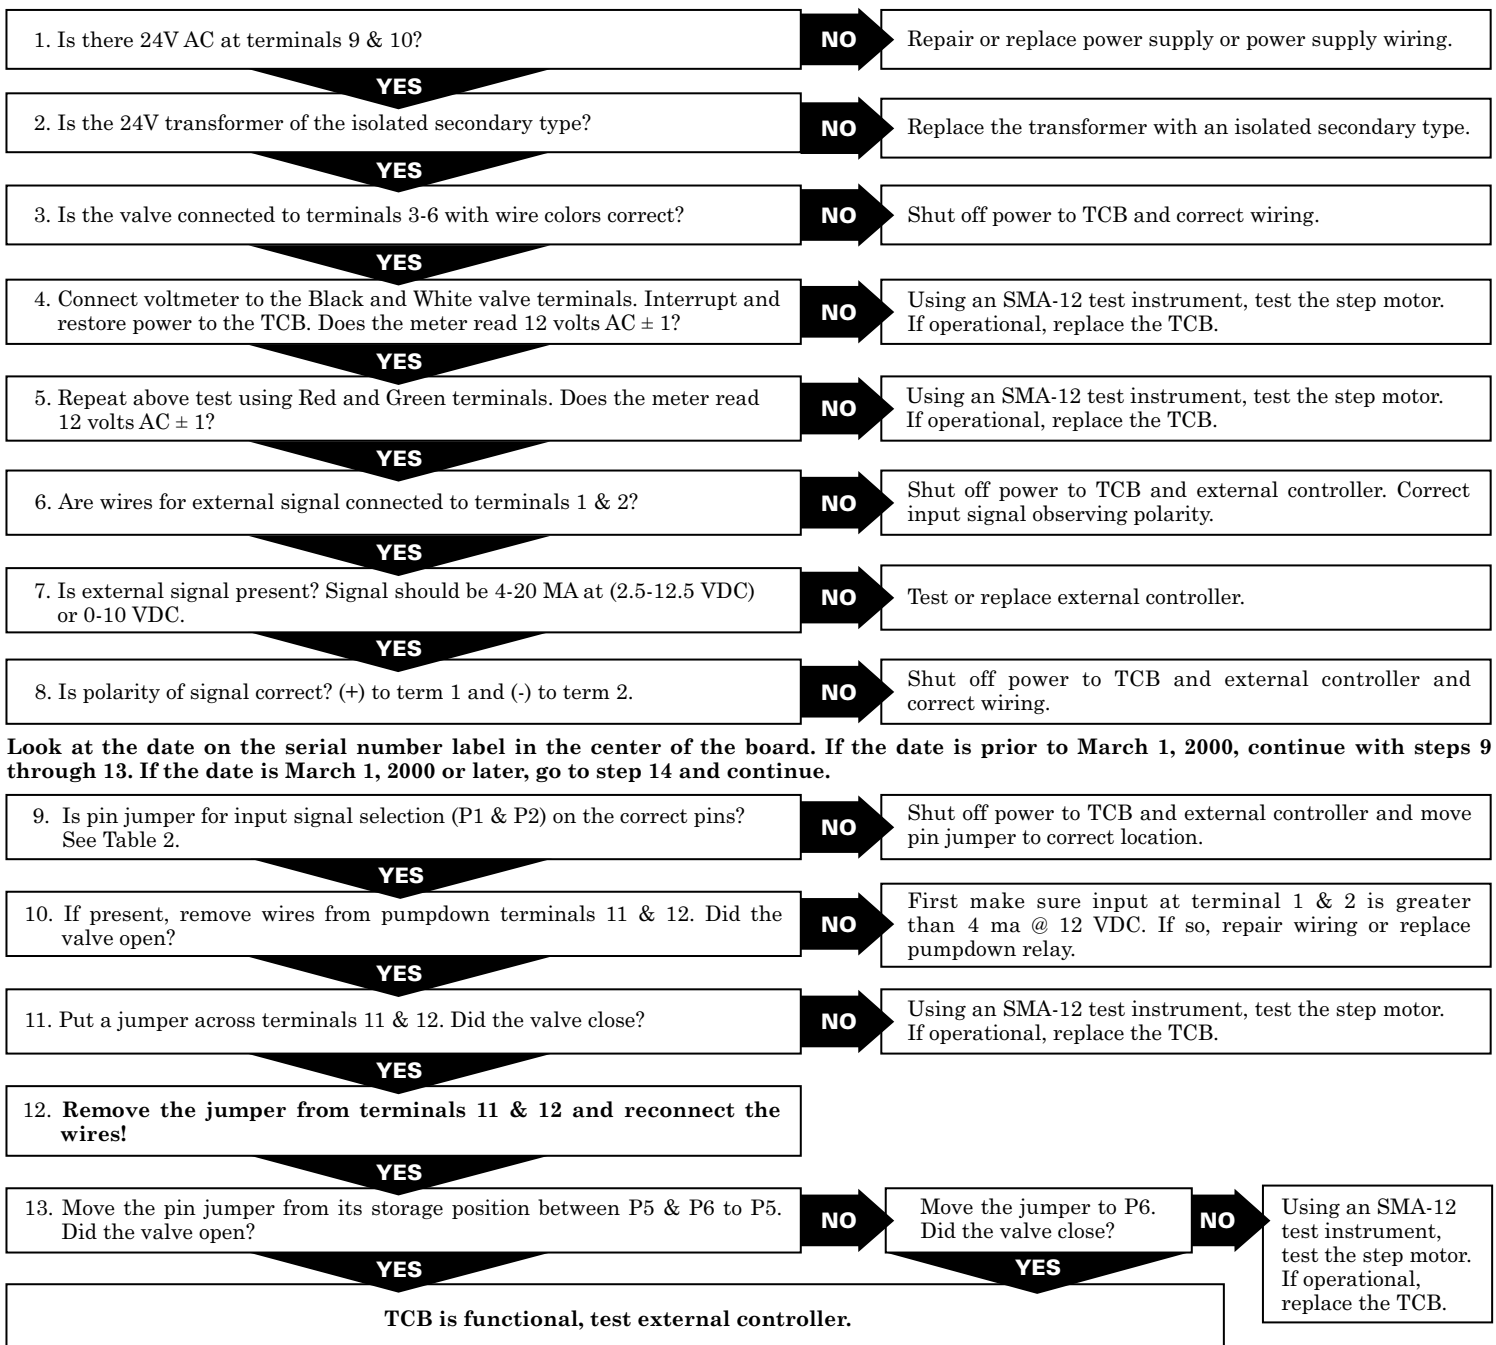 1. Is there 24V AC at terminals 9 & 10?
NO
Repair or replace power supply or power supply wiring.
YES
2. Is the 24V transformer of the isolated secondary type?
NO
Replace the transformer with an isolated secondary type.
YES
3. Is the valve connected to terminals 3-6 with wire colors correct?
NO
Shut off power to TCB and correct wiring.
YES
4. Connect voltmeter to the Black and White valve terminals. Interrupt and
restore power to the TCB. Does the meter read 12 volts AC ± 1?
NO
Using an SMA-12 test instrument, test the step motor.
If operational, replace the TCB.
YES
5. Repeat above test using Red and Green terminals. Does the meter read
12 volts AC ± 1?
NO
Using an SMA-12 test instrument, test the step motor.
If operational, replace the TCB.
YES
6. Are wires for external signal connected to terminals 1 & 2?
NO
Shut off power to TCB and external controller. Correct
input signal observing polarity.
YES
7. Is external signal present? Signal should be 4-20 MA at (2.5-12.5 VDC)
or 0-10 VDC.
NO
Test or replace external controller.
YES
8. Is polarity of signal correct? (+) to term 1 and (-) to term 2.
NO
Shut off power to TCB and external controller and
correct wiring.
Look at the date on the serial number label in the center of the board. If the date is prior to March 1, 2000, continue with steps 9
through 13. If the date is March 1, 2000 or later, go to step 14 and continue.
9. Is pin jumper for input signal selection (P1 & P2) on the correct pins?
See Table 2.
NO
Shut off power to TCB and external controller and move
pin jumper to correct location.
YES
10. If present, remove wires from pumpdown terminals 11 & 12. Did the
valve open?
NO
First make sure input at terminal 1 & 2 is greater
than 4 ma @ 12 VDC. If so, repair wiring or replace
pumpdown relay.
YES
11. Put a jumper across terminals 11 & 12. Did the valve close?
NO
Using an SMA-12 test instrument, test the step motor.
If operational, replace the TCB.
YES
12. Remove the jumper from terminals 11 & 12 and reconnect the
wires!
YES
13. Move the pin jumper from its storage position between P5 & P6 to P5.
Did the valve open?
NO
Move the jumper to P6.
Did the valve close?
NO
Using an SMA-12
test instrument,
test the step motor.
If operational,
replace the TCB.
YES
YES
TCB is functional, test external controller.